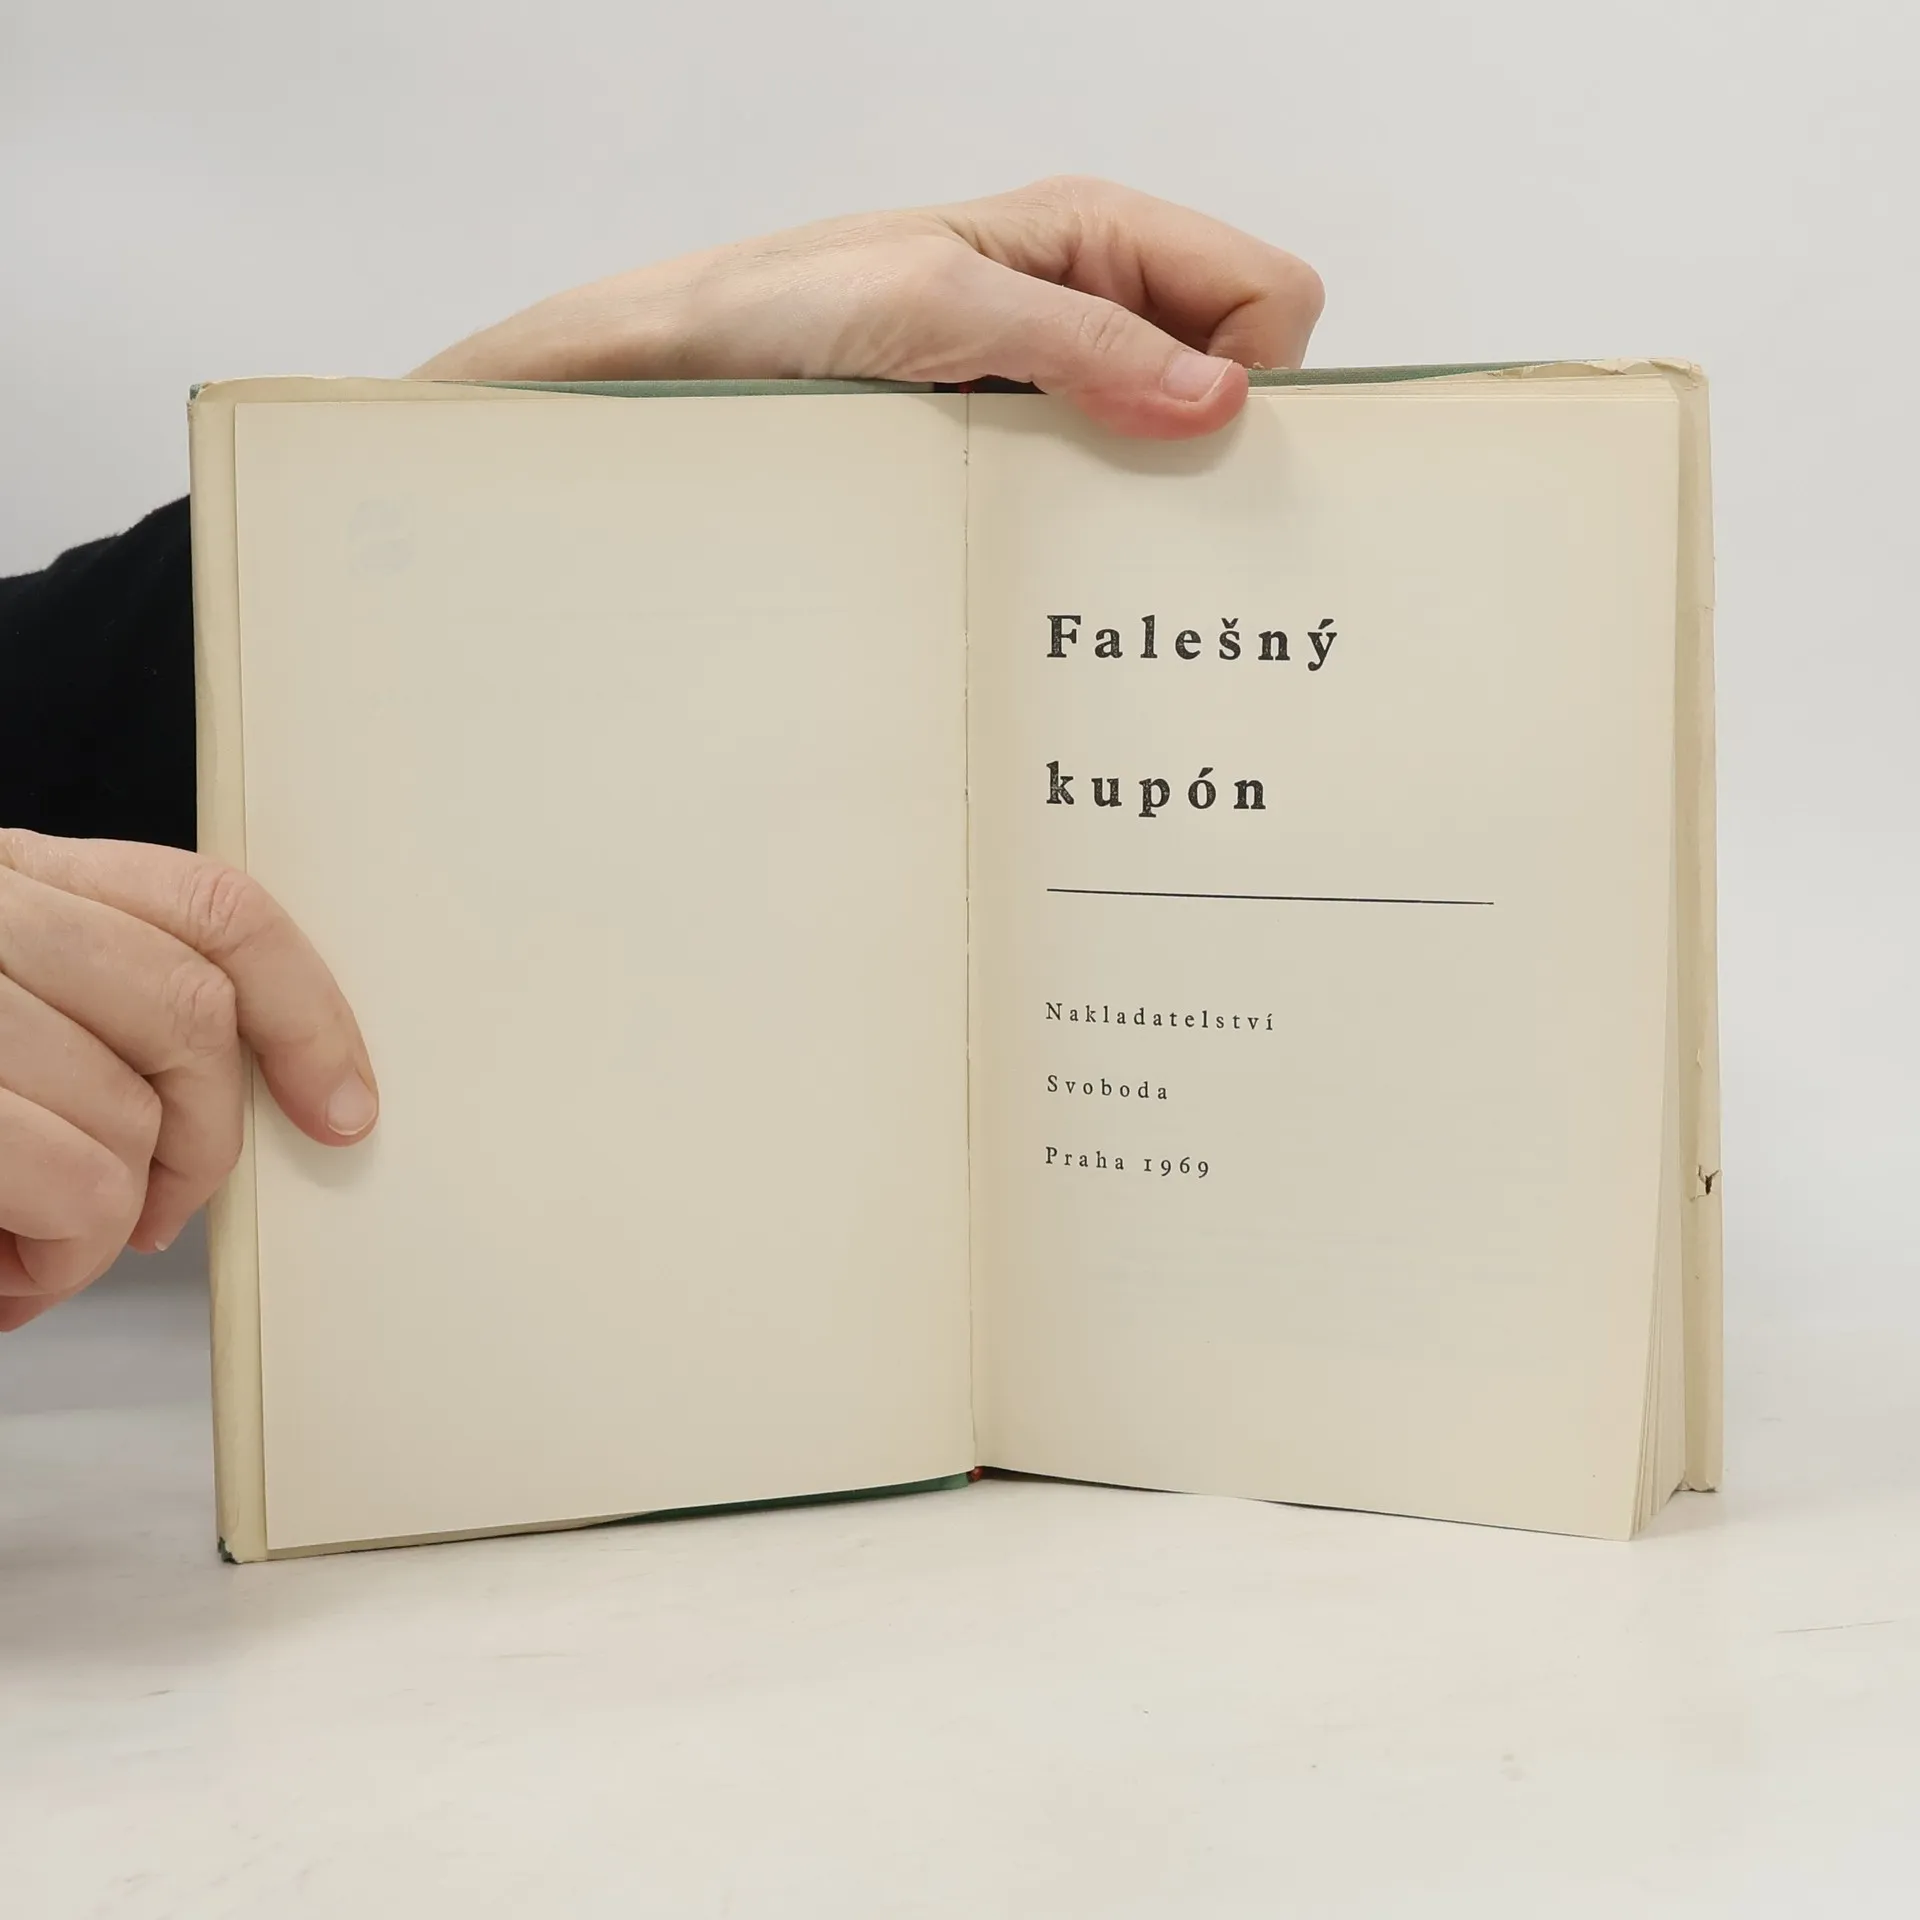 Falešný
kupón
Nakladatelství
Svoboda
Praha 1969